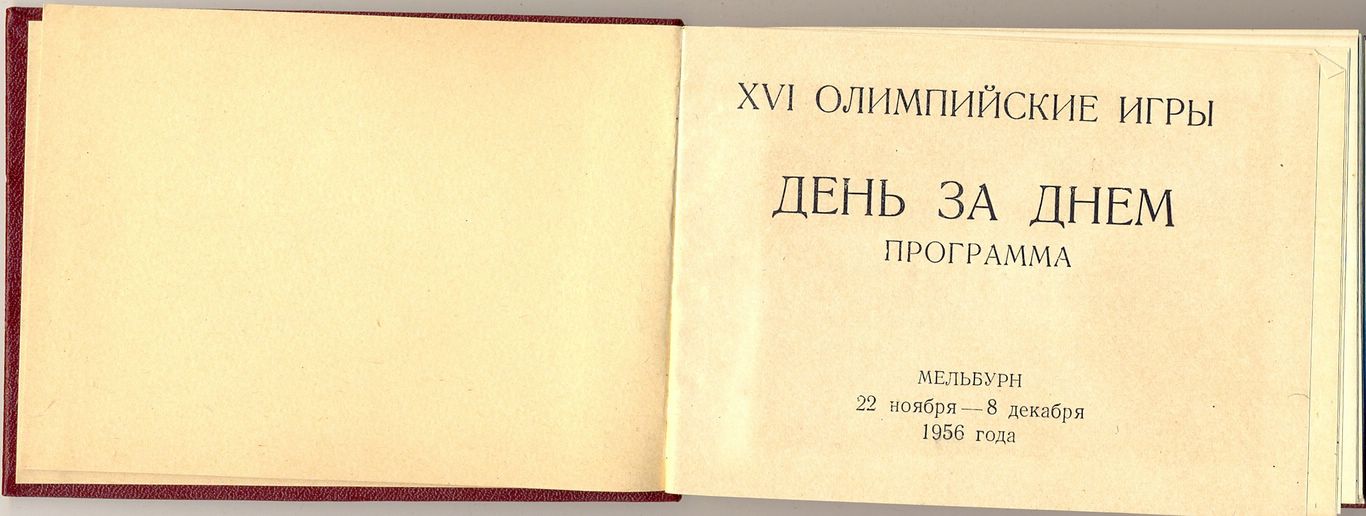 XVI ОЛИМПИЙСКИЕ ИГРЫ
ДЕНЬ ЗА ДНЕМ
ПРОГРАММА
МЕЛЬБУРН
22 ноября — 8 декабря
1956 года